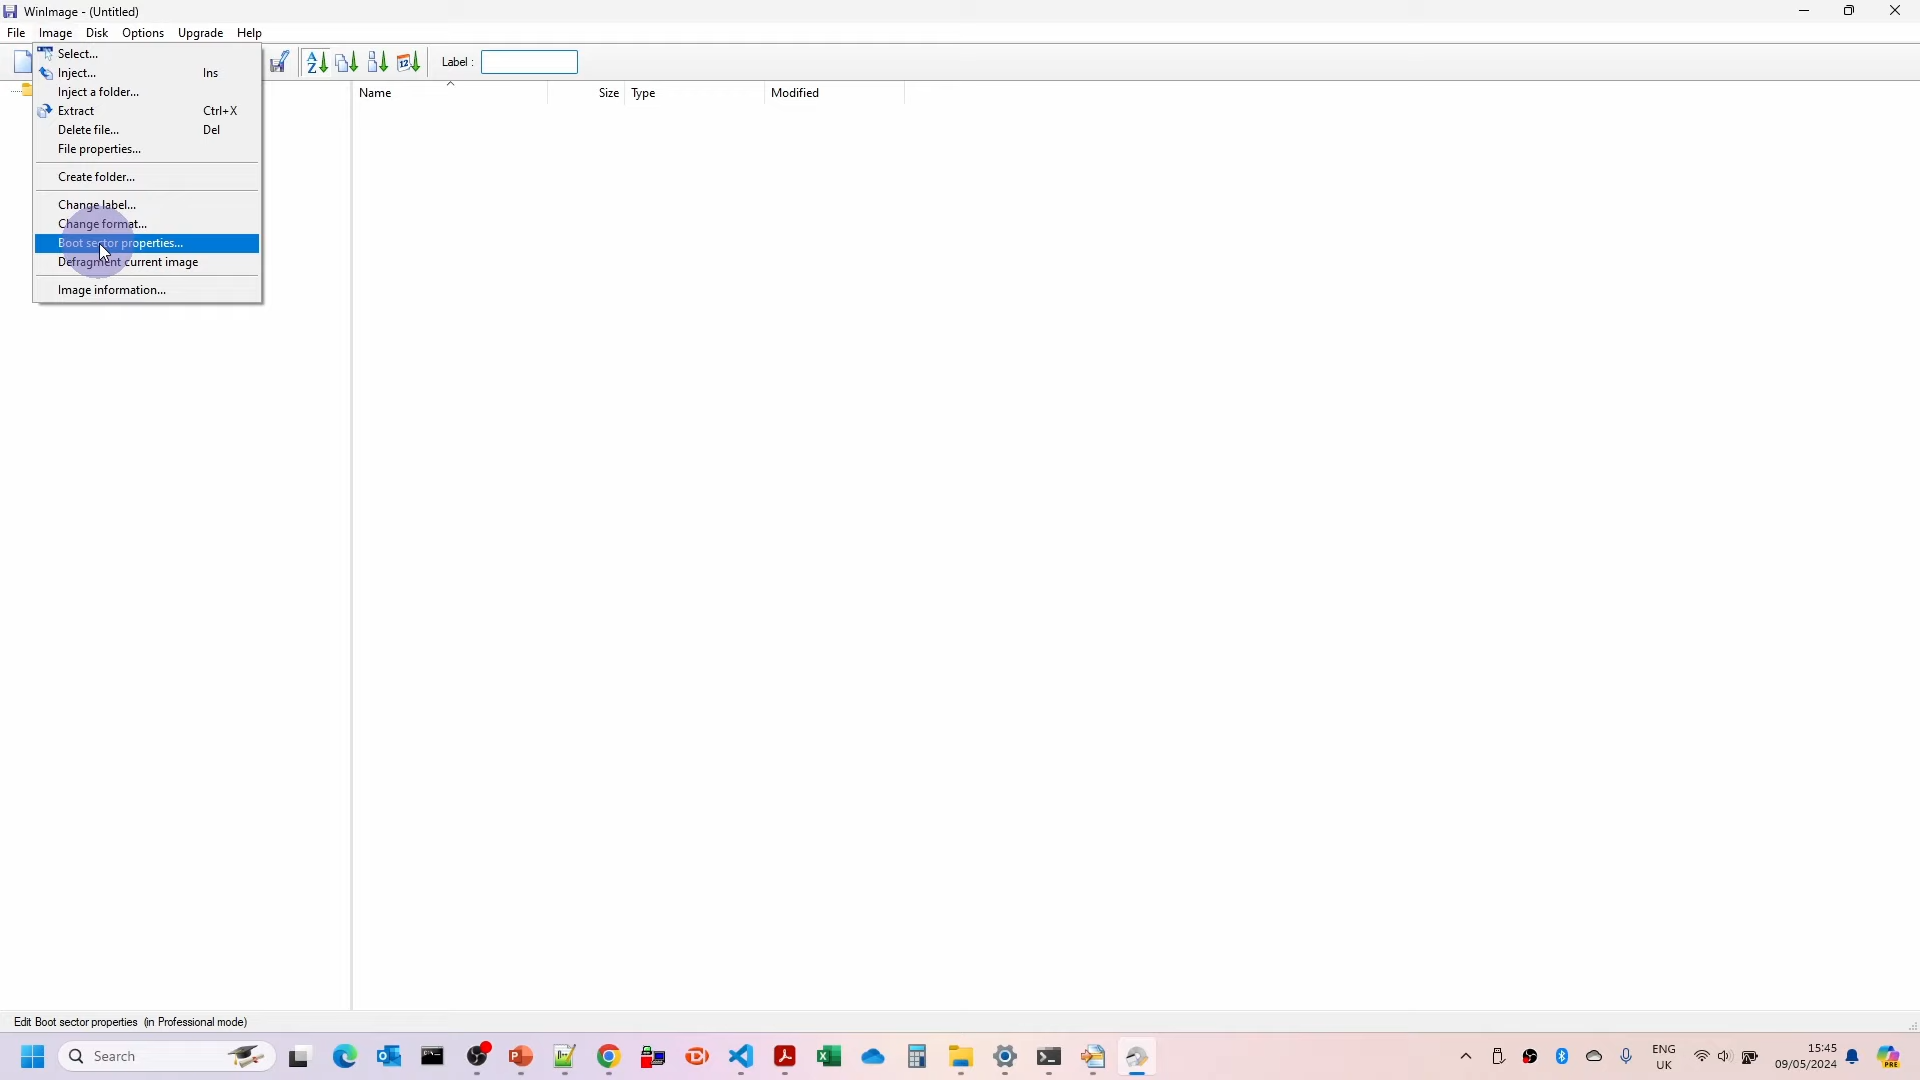 WinImage - (Untitled)
File Image Disk Options Upgrade Help
Label :
Select...
Inject... Ins
Inject a folder...
Extract Ctrl+X
Delete file... Del
File properties...
Create folder...
Change label...
Change format...
Boot sector properties...
Defragment current image
Image information...
Name Size Type Modified
Edit Boot sector properties (in Professional mode)
Search
ENG
UK
15:45
09/05/2024
PRE